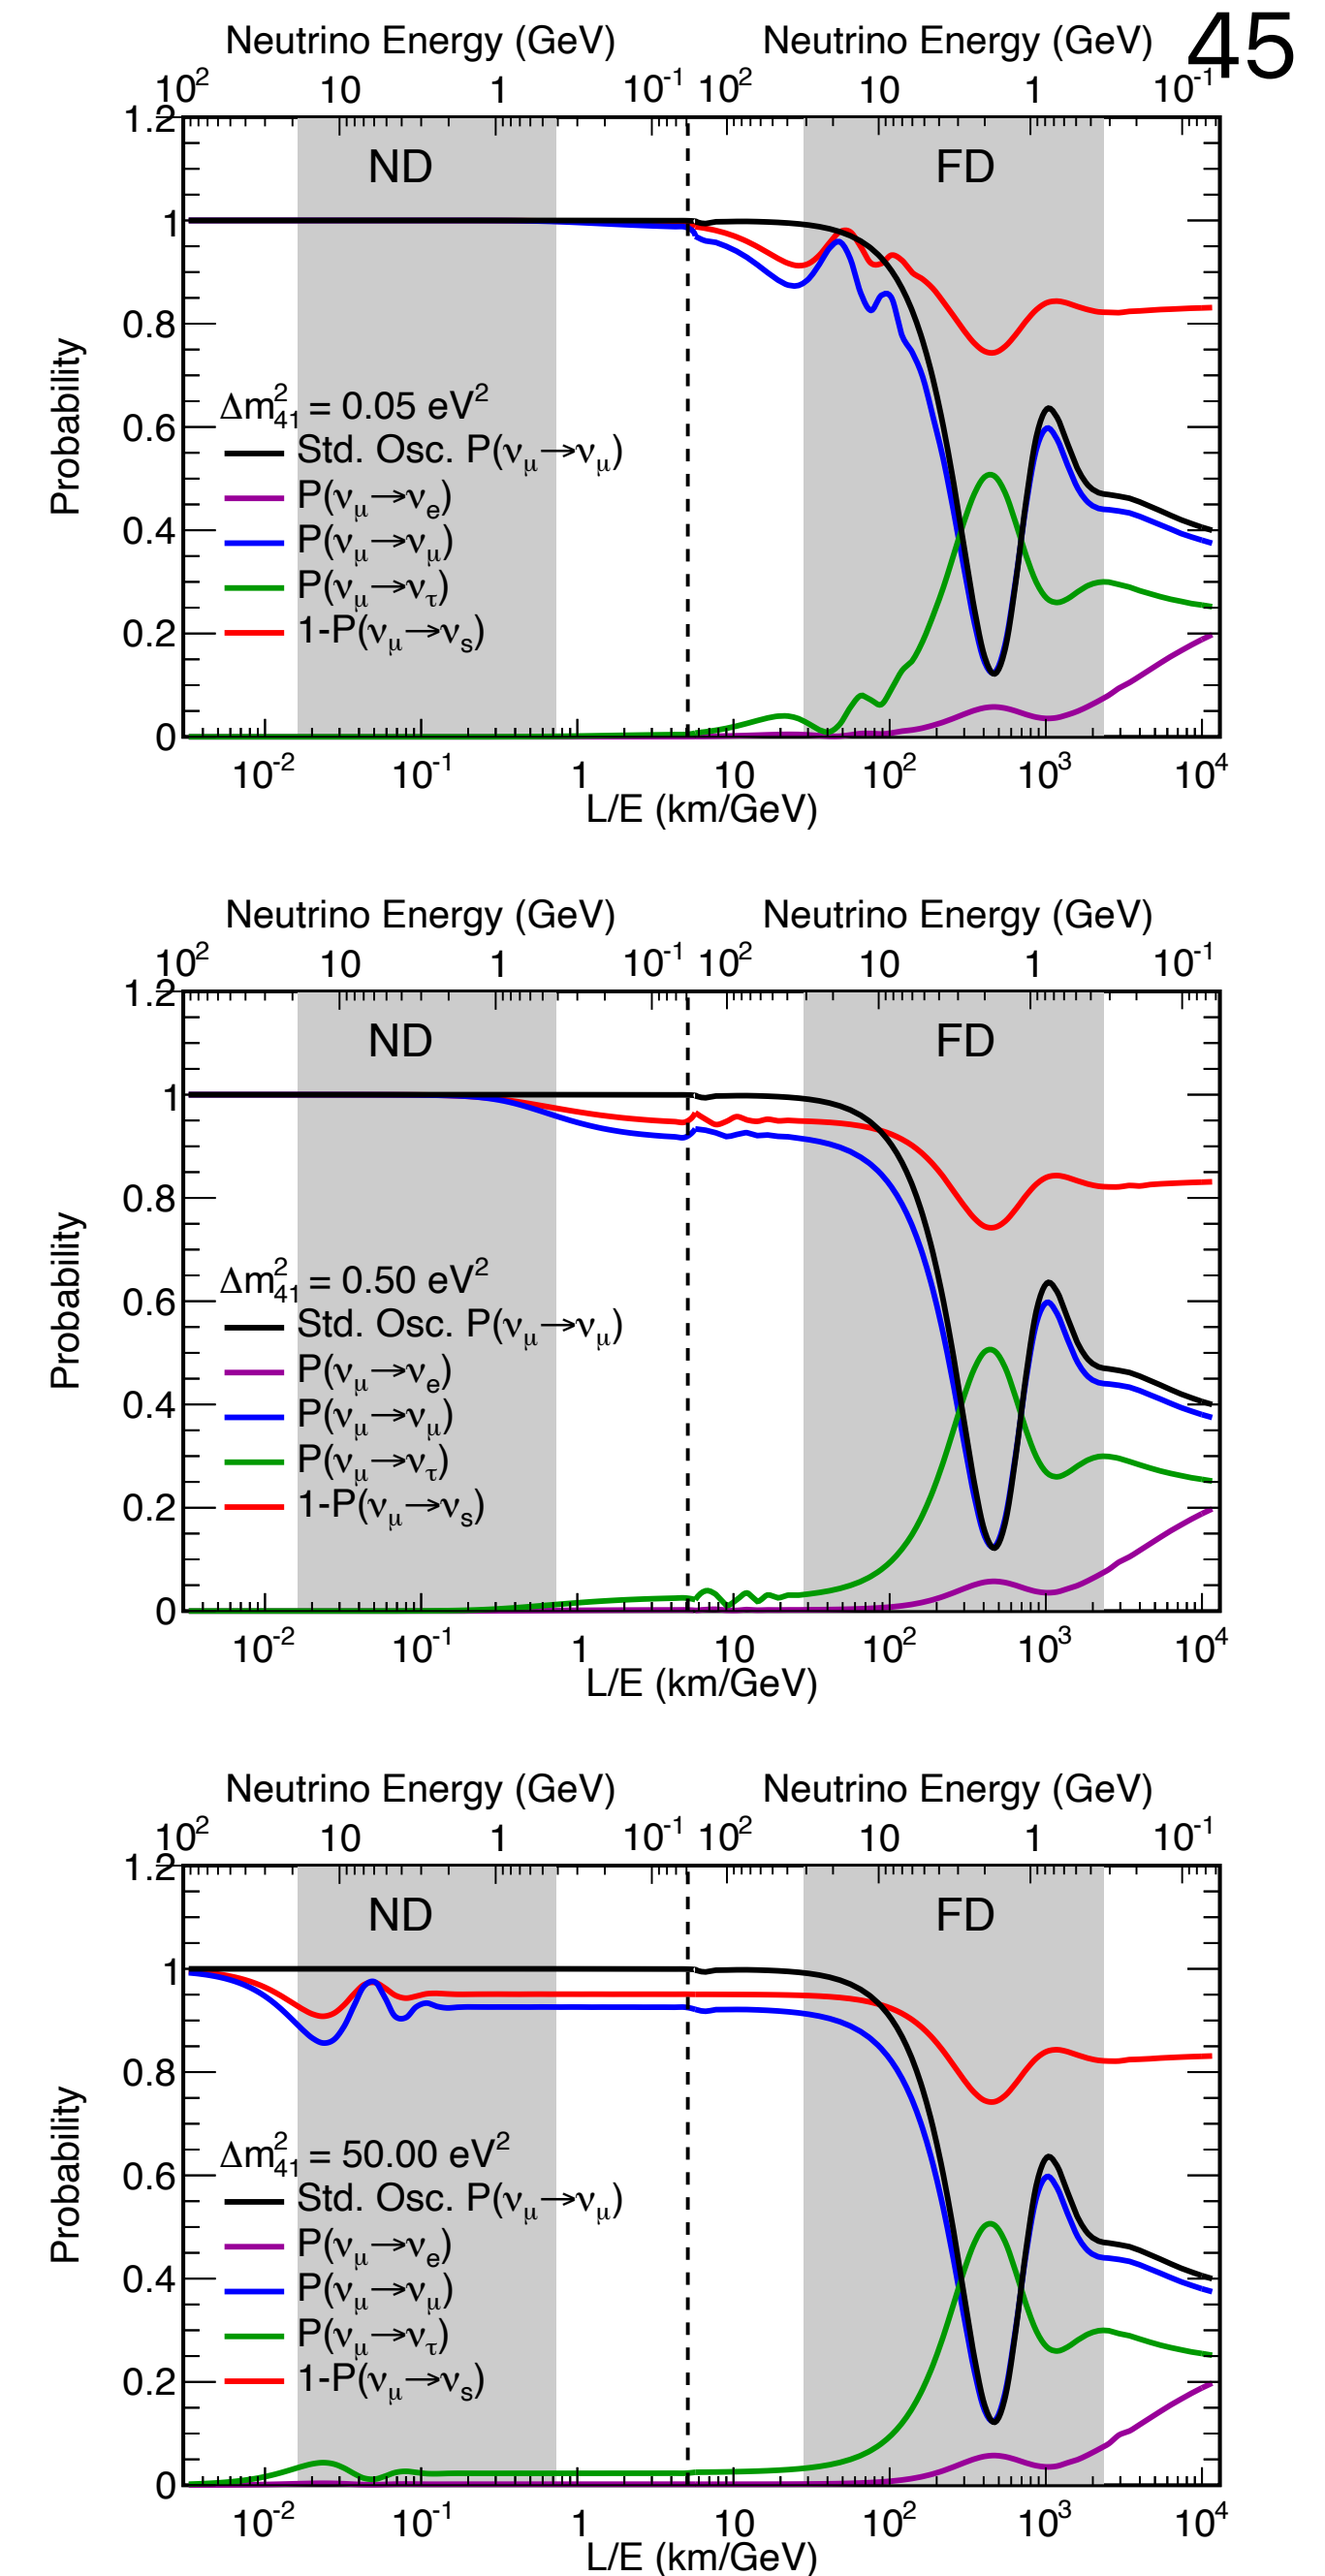 45
Neutrino Energy (GeV) Neutrino Energy (GeV)
10² 10 1 10⁻¹ 10² 10 1 10⁻¹
1.2
ND FD
1
0.8
Probability
Δm²₄₁ = 0.05 eV²
0.6
Std. Osc. P(νμ→νμ)
P(νμ→νe)
0.4
P(νμ→νμ)
P(νμ→ντ)
0.2
1-P(νμ→νs)
0
10⁻² 10⁻¹ 1 10 10² 10³ 10⁴
L/E (km/GeV)
Neutrino Energy (GeV) Neutrino Energy (GeV)
10² 10 1 10⁻¹ 10² 10 1 10⁻¹
1.2
ND FD
1
0.8
Probability
Δm²₄₁ = 0.50 eV²
0.6
Std. Osc. P(νμ→νμ)
P(νμ→νe)
0.4
P(νμ→νμ)
P(νμ→ντ)
0.2
1-P(νμ→νs)
0
10⁻² 10⁻¹ 1 10 10² 10³ 10⁴
L/E (km/GeV)
Neutrino Energy (GeV) Neutrino Energy (GeV)
10² 10 1 10⁻¹ 10² 10 1 10⁻¹
1.2
ND FD
1
0.8
Probability
Δm²₄₁ = 50.00 eV²
0.6
Std. Osc. P(νμ→νμ)
P(νμ→νe)
0.4
P(νμ→νμ)
P(νμ→ντ)
0.2
1-P(νμ→νs)
0
10⁻² 10⁻¹ 1 10 10² 10³ 10⁴
L/E (km/GeV)